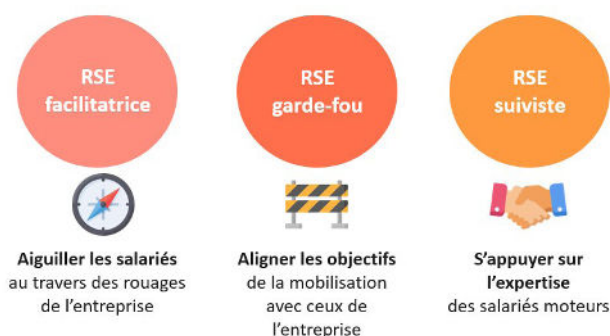 RSE
facilitatrice
RSE
garde-fou
RSE
suiviste
Aiguiller les salariés
au travers des rouages
de l'entreprise
Aligner les objectifs
de la mobilisation
avec ceux de
l'entreprise
S'appuyer sur
l'expertise
des salariés moteurs